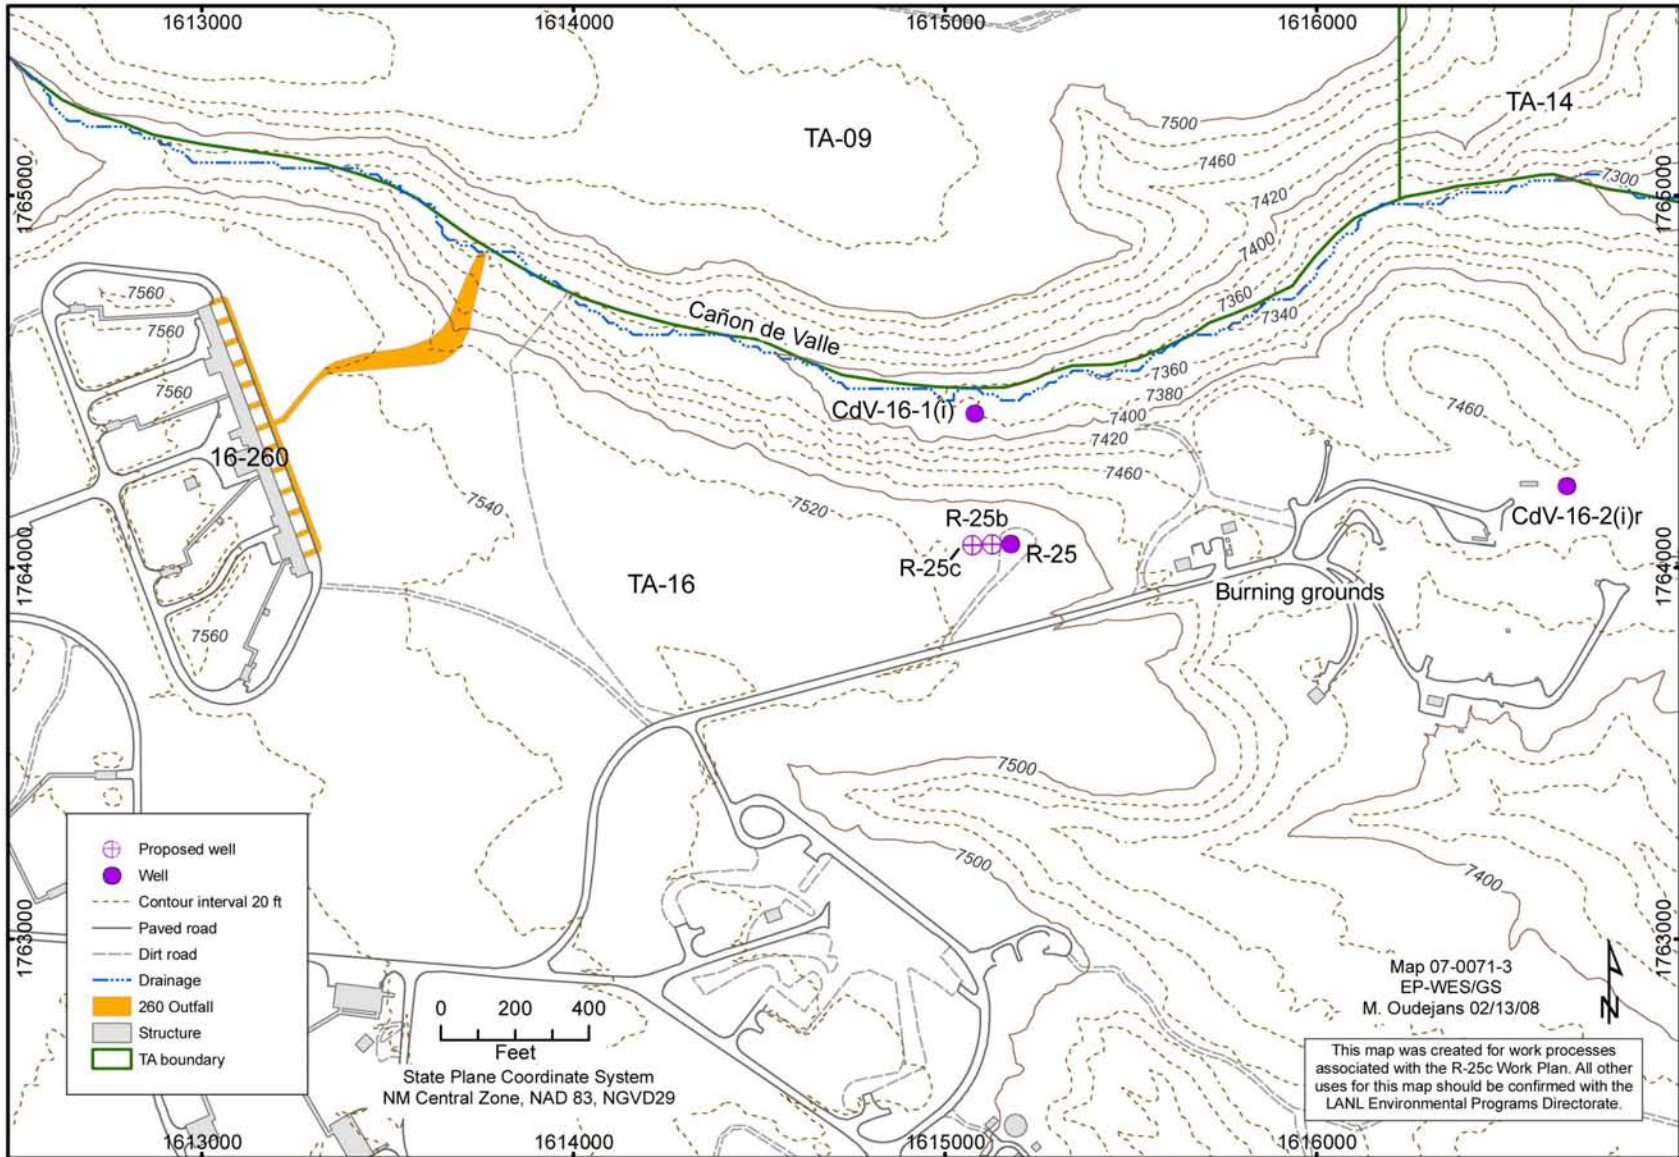 1613000
1614000
1615000
1616000
TA-14
7500
TA-09
7460
7300
7420
1765000
1765000
7400
7560
7360
7560
Cañon de Valle
7340
7360
7560
7380
CdV-16-1(i)
7400
7460
7420
16-260
7460
7540
7520
CdV-16-2(i)r
R-25b
R-25
R-25c
1764000
1764000
TA-16
Burning grounds
7560
7500
7500
7400
Proposed well
Well
Contour interval 20 ft
Paved road
Dirt road
Drainage
260 Outfall
Structure
TA boundary
1763000
1763000
0 200 400
Feet
State Plane Coordinate System
NM Central Zone, NAD 83, NGVD29
Map 07-0071-3
EP-WES/GS
M. Oudejans 02/13/08
N
This map was created for work processes
associated with the R-25c Work Plan. All other
uses for this map should be confirmed with the
LANL Environmental Programs Directorate.
1613000
1614000
1615000
1616000